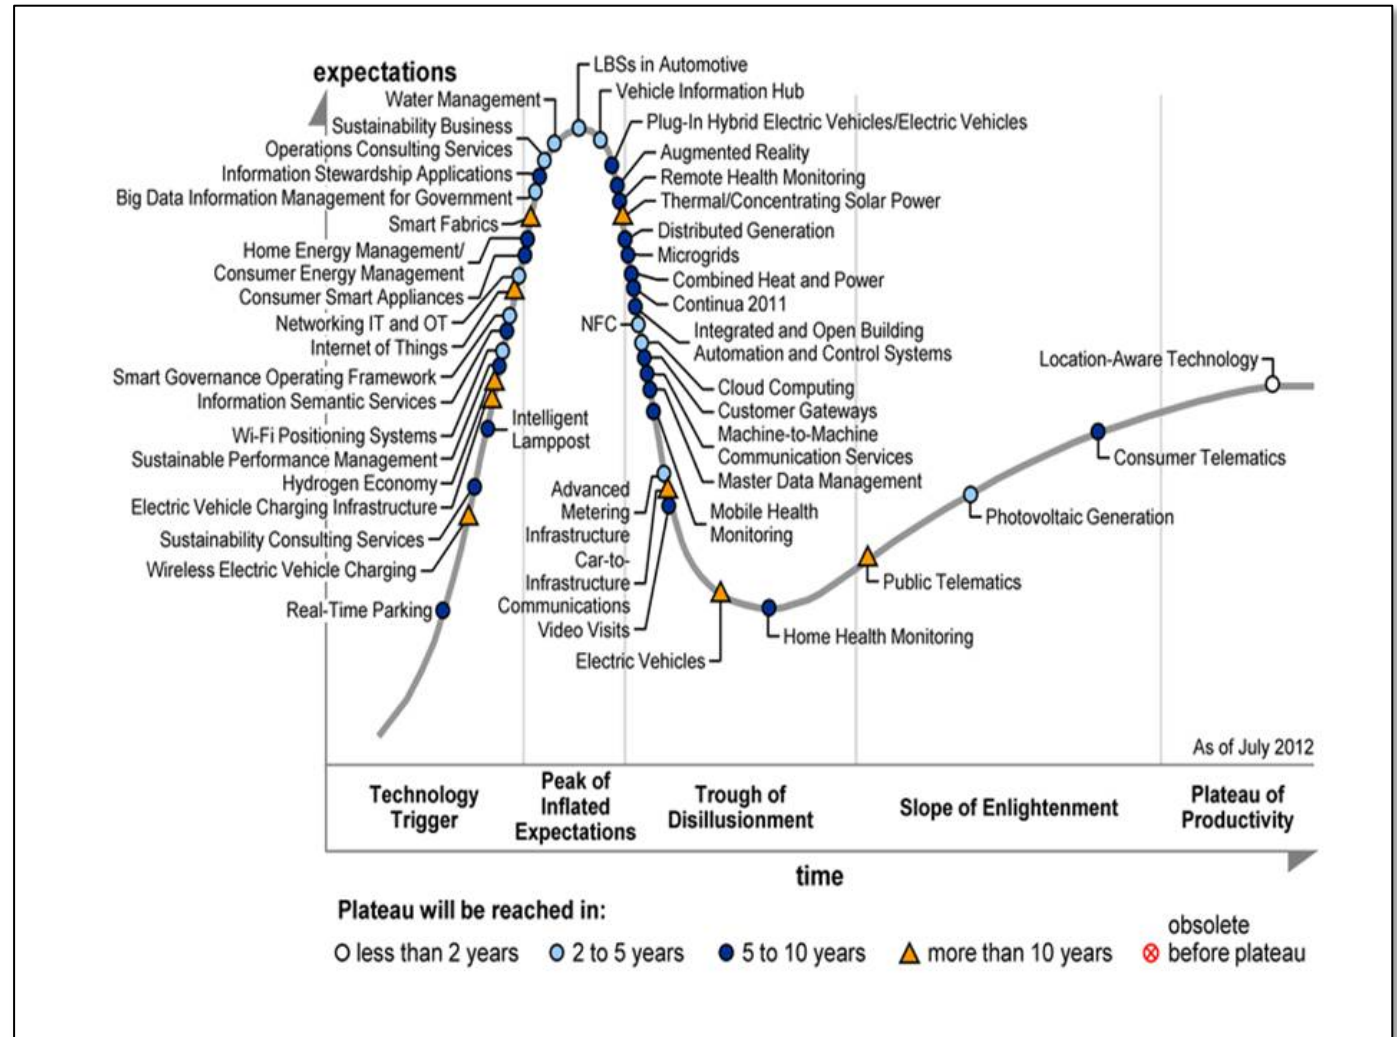 expectations
LBSs in Automotive
Vehicle Information Hub
Water Management
Sustainability Business
Operations Consulting Services
Information Stewardship Applications
Big Data Information Management for Government
Smart Fabrics
Home Energy Management/
Consumer Energy Management
Consumer Smart Appliances
Networking IT and OT
Internet of Things
Smart Governance Operating Framework
Information Semantic Services
Wi-Fi Positioning Systems
Sustainable Performance Management
Hydrogen Economy
Electric Vehicle Charging Infrastructure
Sustainability Consulting Services
Wireless Electric Vehicle Charging
Real-Time Parking
Intelligent
Lamppost
Plug-In Hybrid Electric Vehicles/Electric Vehicles
Augmented Reality
Remote Health Monitoring
Thermal/Concentrating Solar Power
Distributed Generation
Microgrids
Combined Heat and Power
Continua 2011
Integrated and Open Building
Automation and Control Systems
NFC
Cloud Computing
Customer Gateways
Machine-to-Machine
Communication Services
Master Data Management
Mobile Health
Monitoring
Advanced
Metering
Infrastructure
Car-to-
Infrastructure
Communications
Video Visits
Electric Vehicles
Home Health Monitoring
Public Telematics
Photovoltaic Generation
Consumer Telematics
Location-Aware Technology
As of July 2012
Technology
Trigger
Peak of
Inflated
Expectations
Trough of
Disillusionment
Slope of Enlightenment
Plateau of
Productivity
time
Plateau will be reached in:
less than 2 years
2 to 5 years
5 to 10 years
more than 10 years
obsolete
before plateau